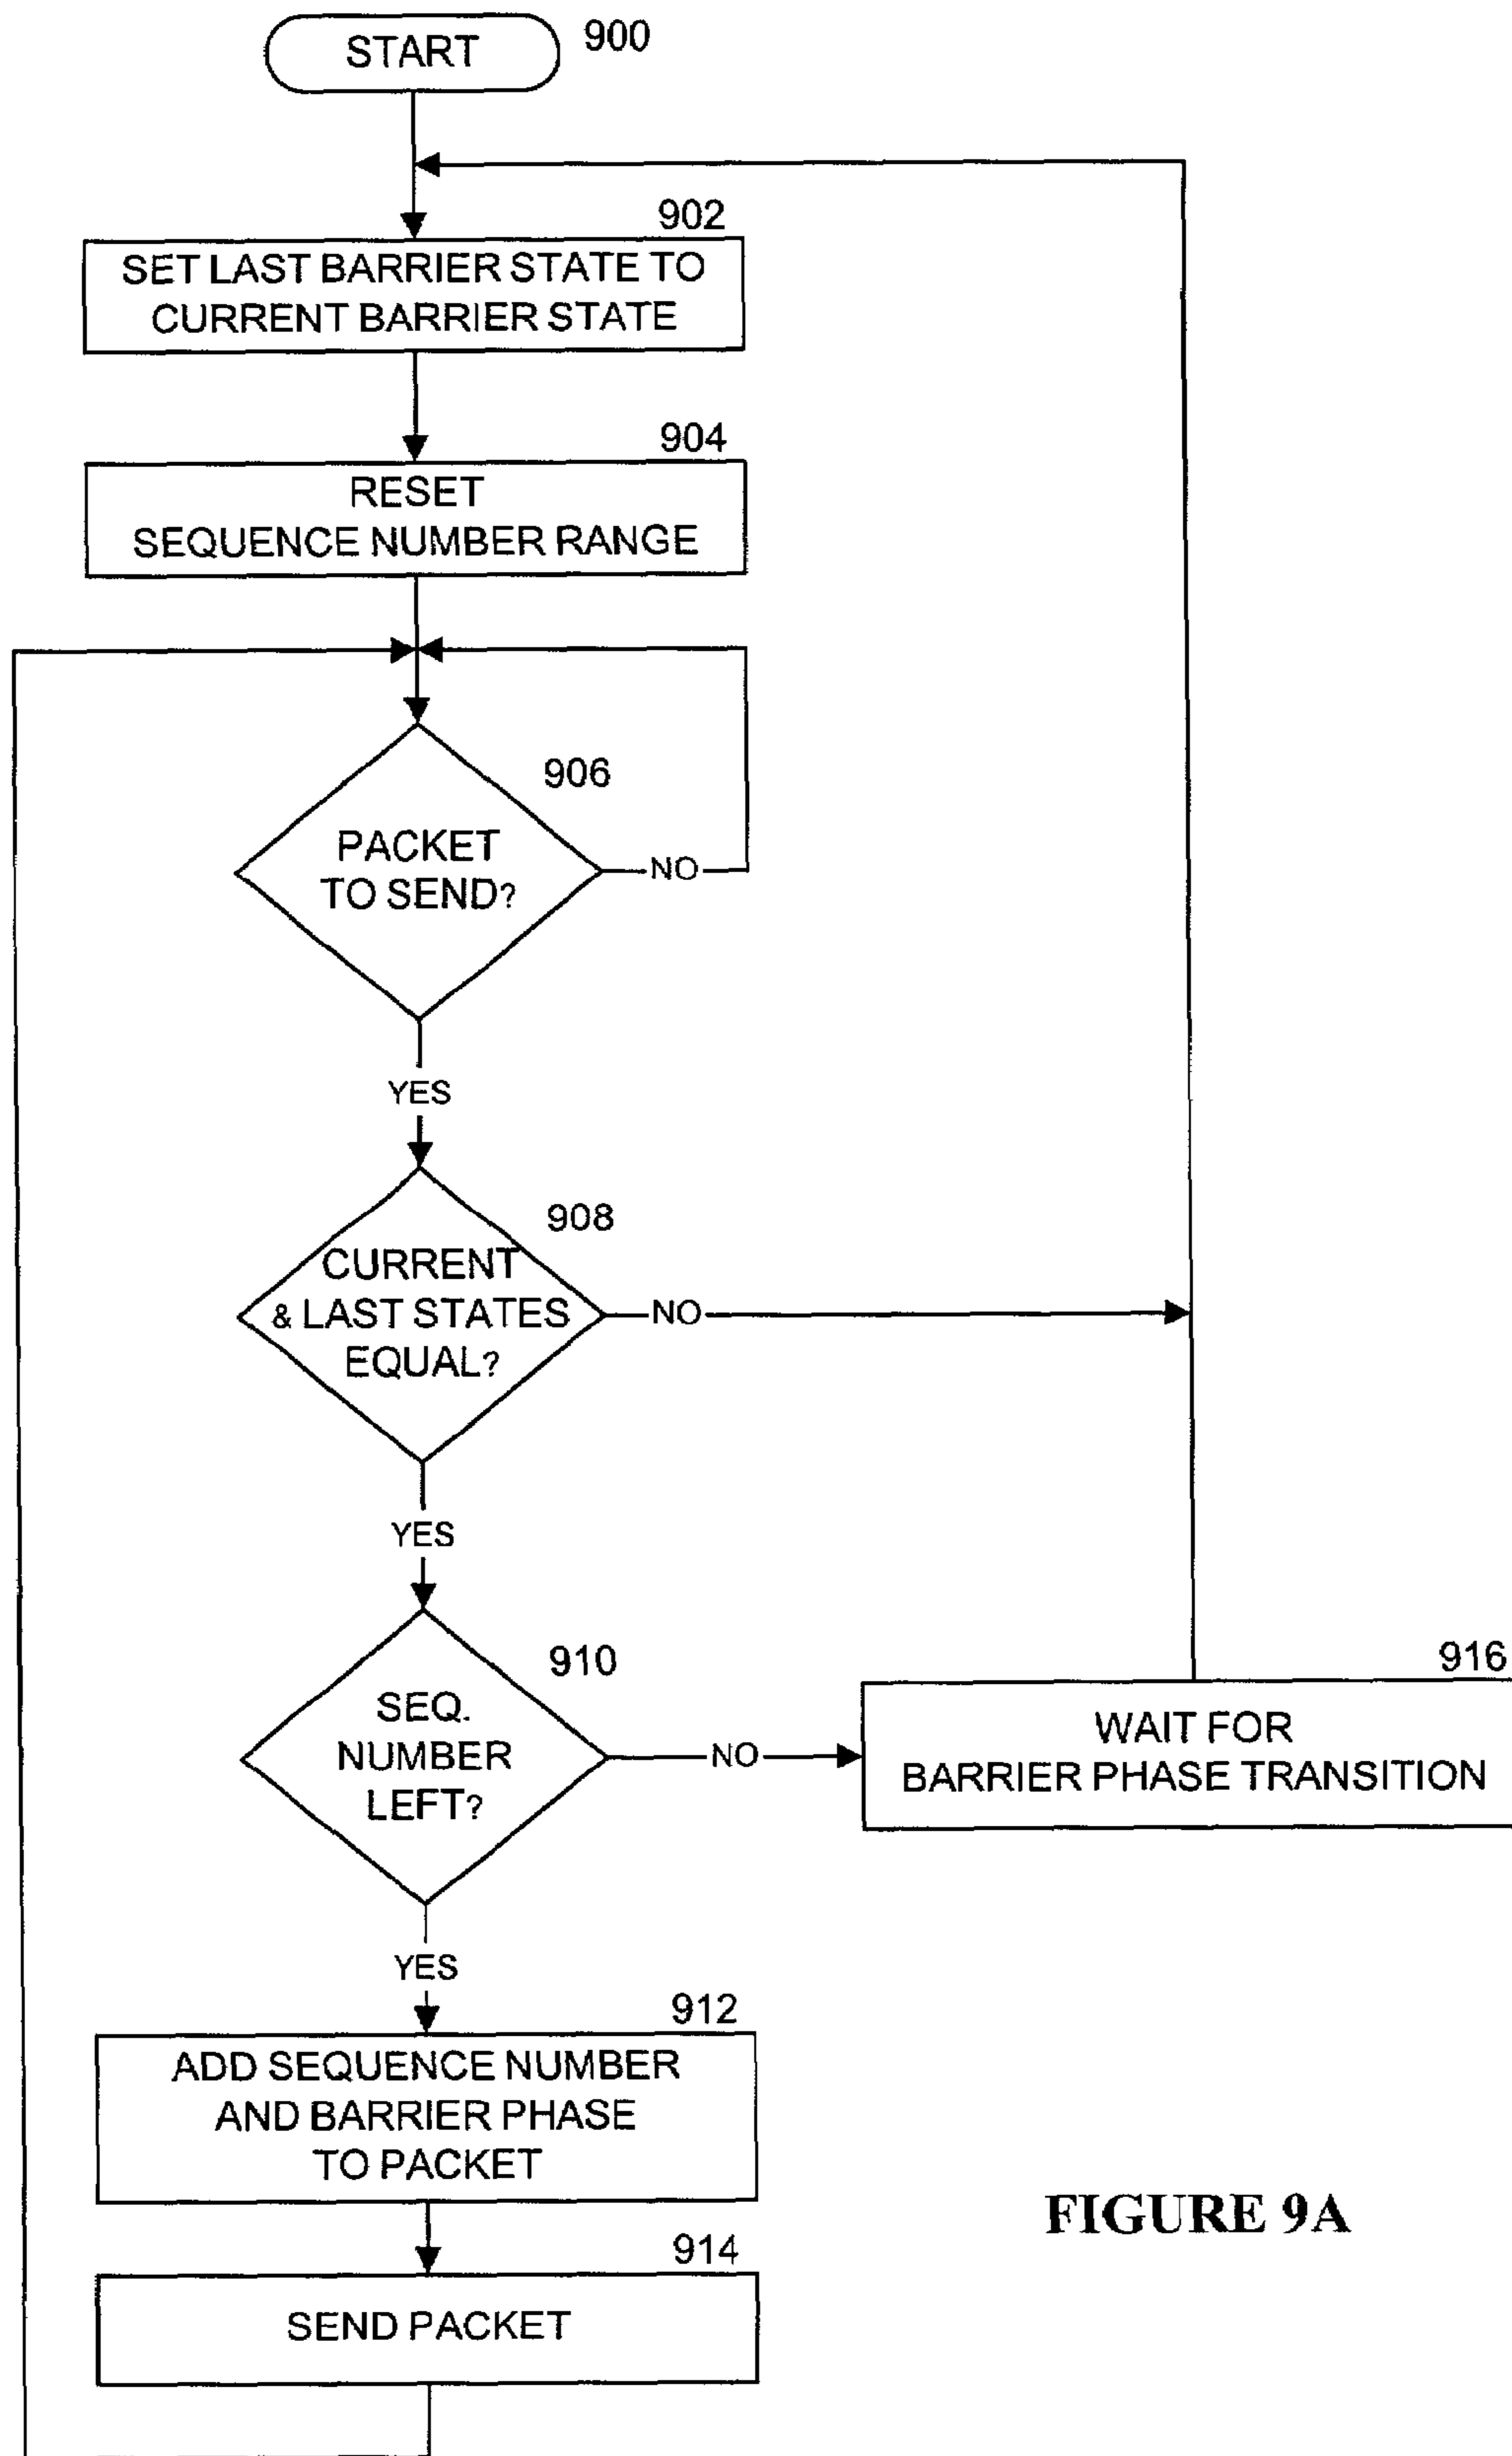 START
900
902
SET LAST BARRIER STATE TO
CURRENT BARRIER STATE
904
RESET
SEQUENCE NUMBER RANGE
906
PACKET
TO SEND?
NO
YES
908
CURRENT
& LAST STATES
EQUAL?
NO
YES
910
SEQ.
NUMBER
LEFT?
NO
916
WAIT FOR
BARRIER PHASE TRANSITION
YES
912
ADD SEQUENCE NUMBER
AND BARRIER PHASE
TO PACKET
914
SEND PACKET
FIGURE 9A